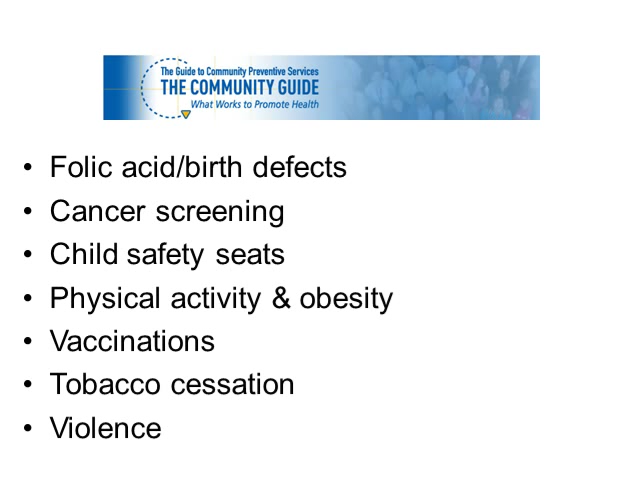 The Guide to Community Preventive Services
THE COMMUNITY GUIDE
What Works to Promote Health
• Folic acid/birth defects
• Cancer screening
• Child safety seats
• Physical activity & obesity
• Vaccinations
• Tobacco cessation
• Violence